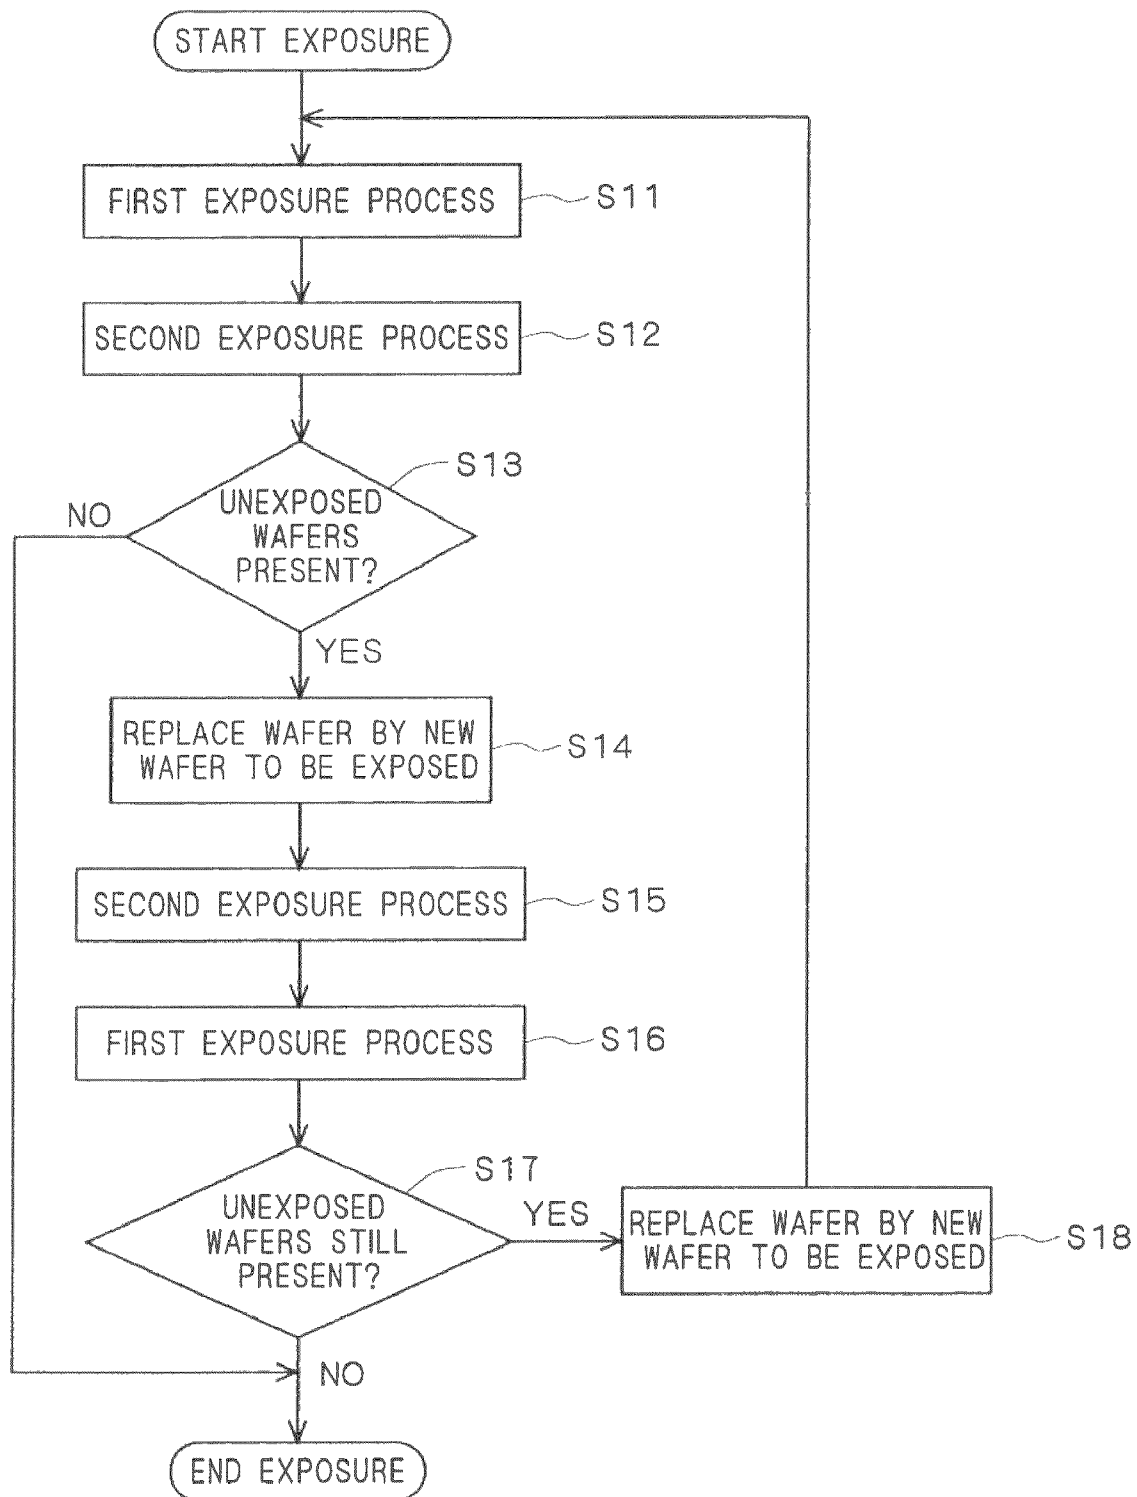 START EXPOSURE
FIRST EXPOSURE PROCESS
S11
SECOND EXPOSURE PROCESS
S12
S13
UNEXPOSED
WAFERS
PRESENT?
NO
YES
REPLACE WAFER BY NEW
WAFER TO BE EXPOSED
S14
SECOND EXPOSURE PROCESS
S15
FIRST EXPOSURE PROCESS
S16
S17
UNEXPOSED
WAFERS STILL
PRESENT?
YES
REPLACE WAFER BY NEW
WAFER TO BE EXPOSED
S18
NO
END EXPOSURE